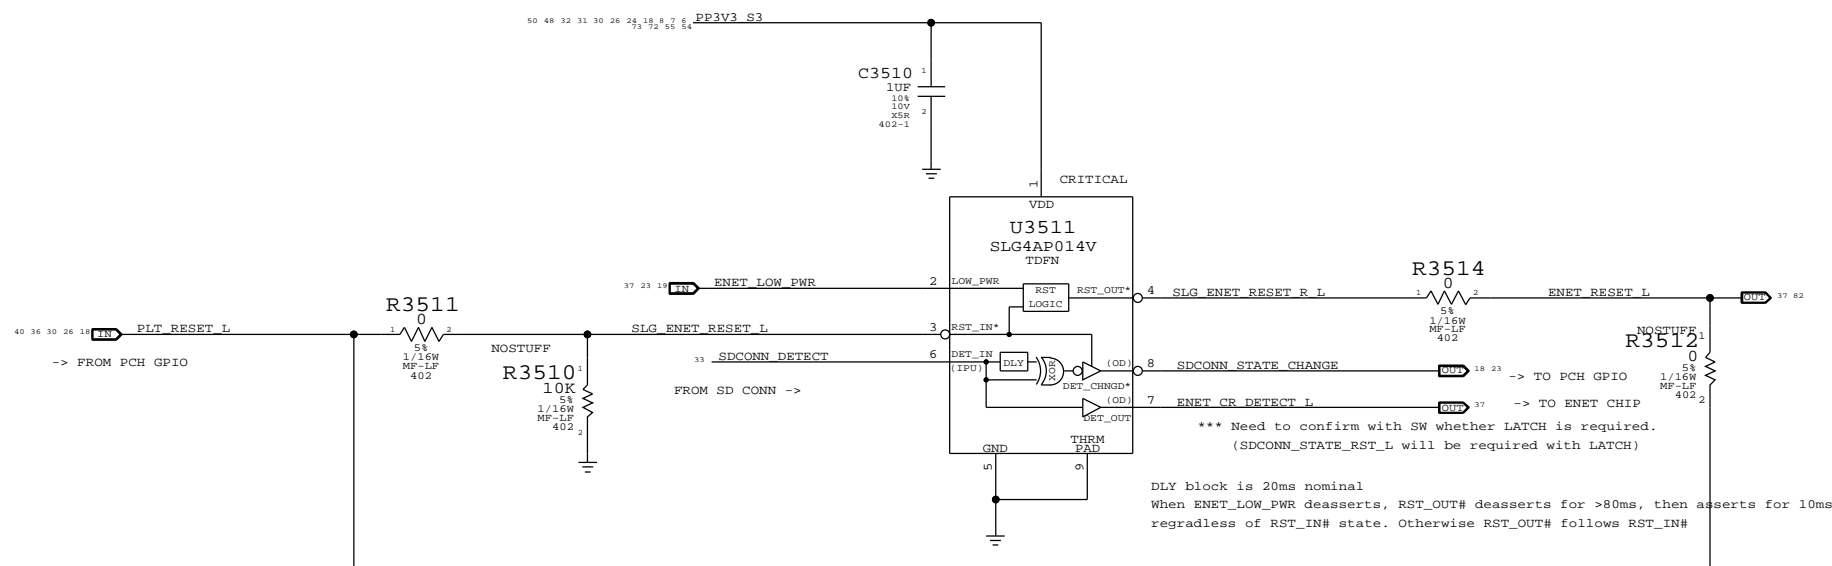 50 48 32 31 30 26 24 18 8 7 6
73 72 55 54
PP3V3_S3
C3510
1
1UF
10%
10V
X5R
402-1
2
CRITICAL
1
VDD
U3511
SLG4AP014V
TDFN
37 23 19
IN
ENET_LOW_PWR
2
LOW_PWR
RST
LOGIC
RST_OUT*
4
SLG_ENET_RESET_R_L
R3514
0
1
2
5%
1/16W
MF-LF
402
ENET_RESET_L
OUT
37 82
40 36 30 26 18
IN
PLT_RESET_L
-> FROM PCH GPIO
R3511
0
1
2
5%
1/16W
MF-LF
402
SLG_ENET_RESET_L
3
RST_IN*
NOSTUFF
R3510
1
10K
5%
1/16W
MF-LF
402
2
33
SDCONN_DETECT
6
DET_IN
(IPU)
FROM SD CONN ->
DLY
XOR
(OD)
8
DET_CHNGD*
SDCONN_STATE_CHANGE
OUT
18 23
-> TO PCH GPIO
(OD)
7
DET_OUT
ENET_CR_DETECT_L
OUT
37
-> TO ENET CHIP
NOSTUFF
R3512
1
0
5%
1/16W
MF-LF
402
2
GND
THRM
PAD
5
9
*** Need to confirm with SW whether LATCH is required.
(SDCONN_STATE_RST_L will be required with LATCH)
DLY block is 20ms nominal
When ENET_LOW_PWR deasserts, RST_OUT# deasserts for >80ms, then asserts for 10ms
regradless of RST_IN# state. Otherwise RST_OUT# follows RST_IN#